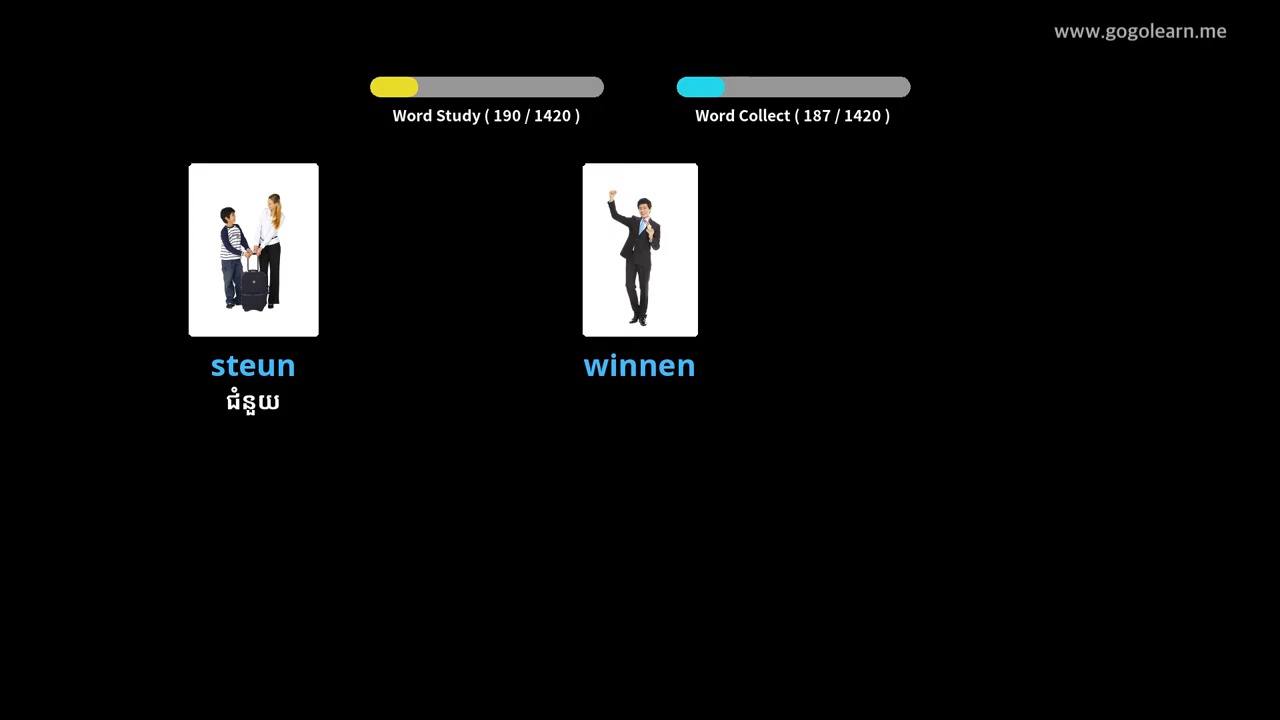 www.gogolearn.me
Word Study ( 190 / 1420 )
Word Collect ( 187 / 1420 )
steun
winnen
ជំនួយ